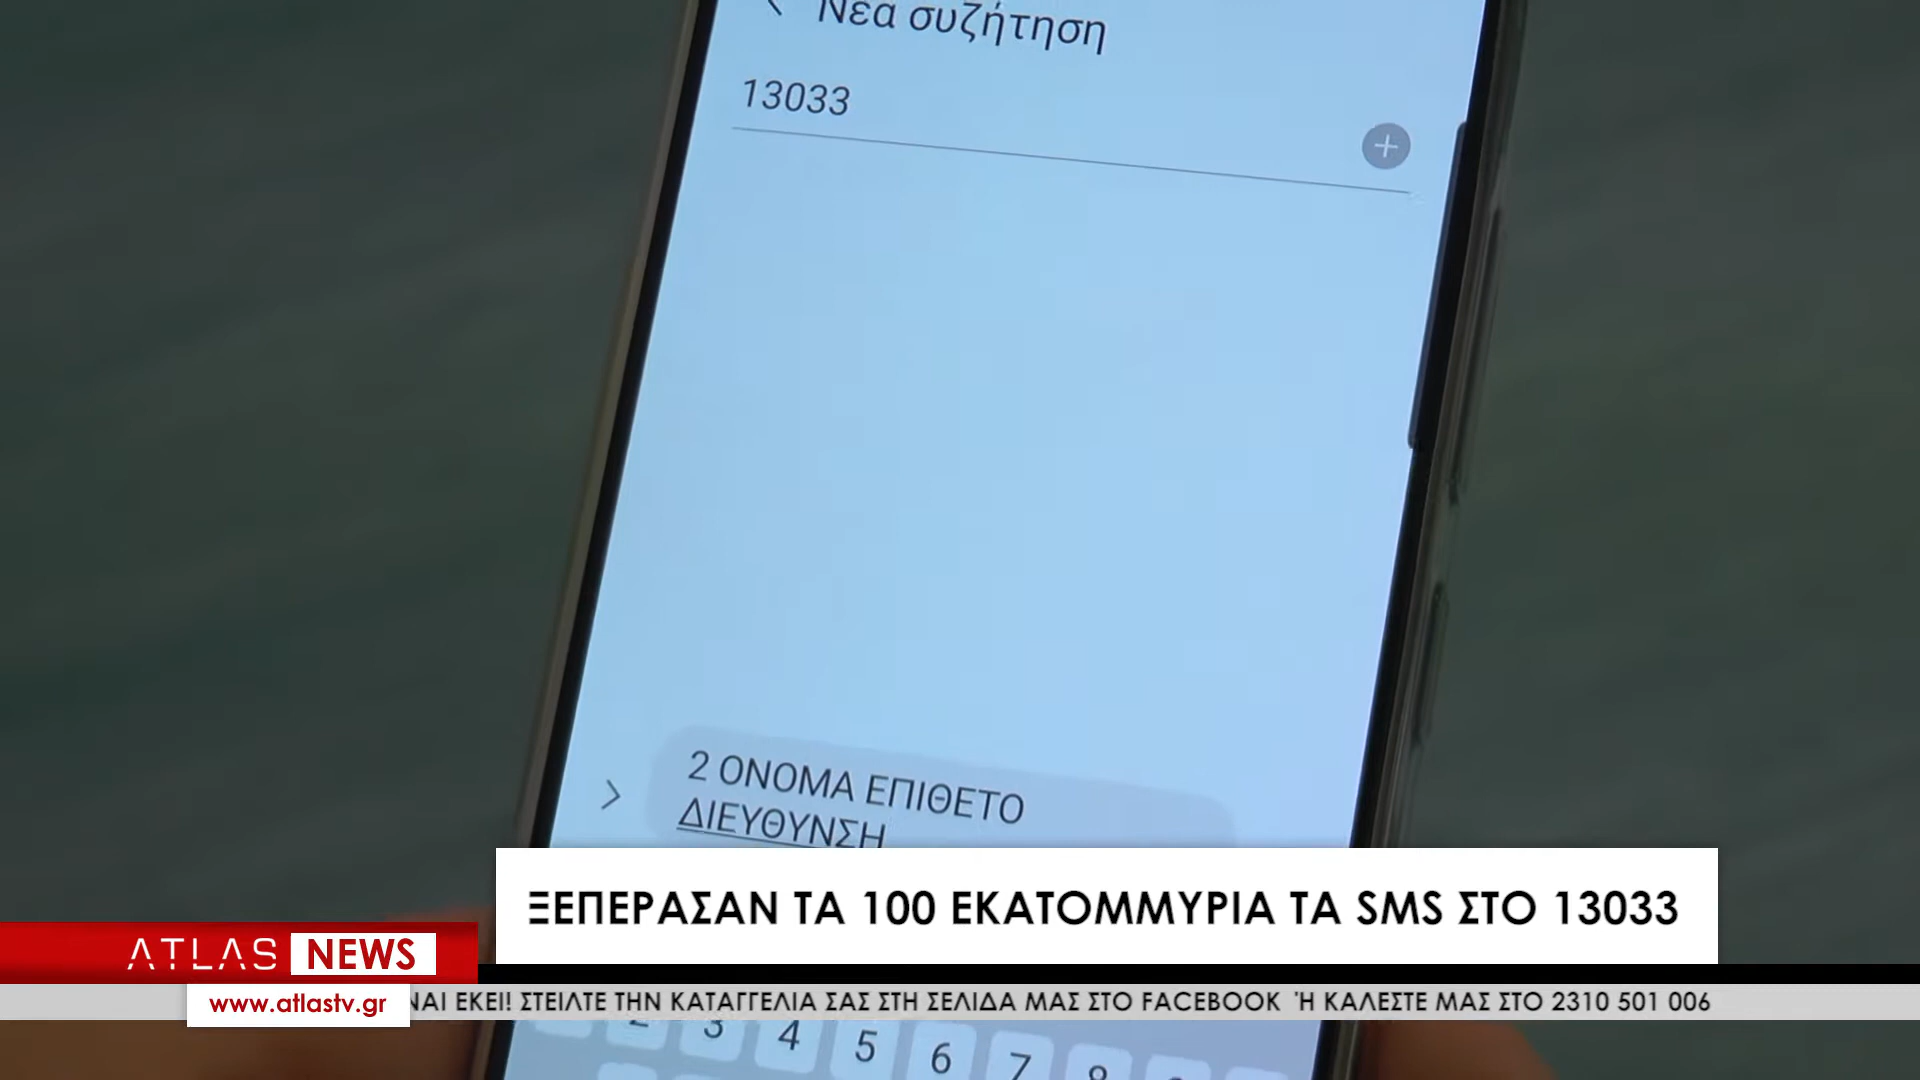 Νέα συζήτηση
13033
2 ΟΝΟΜΑ ΕΠΙΘΕΤΟ
ΔΙΕΥΘΥΝΣΗ
ΞΕΠΕΡΑΣΑΝ ΤΑ 100 ΕΚΑΤΟΜΜΥΡΙΑ ΤΑ SMS ΣΤΟ 13033
ATLAS NEWS
www.atlastv.gr
ΕΚΕΙ! ΣΤΕΙΛΤΕ ΤΗΝ ΚΑΤΑΓΓΕΛΙΑ ΣΑΣ ΣΤΗ ΣΕΛΙΔΑ ΜΑΣ ΣΤΟ FACEBOOK Ή ΚΑΛΕΣΤΕ ΜΑΣ ΣΤΟ 2310 501 006
2 3 4 5 6 7 8